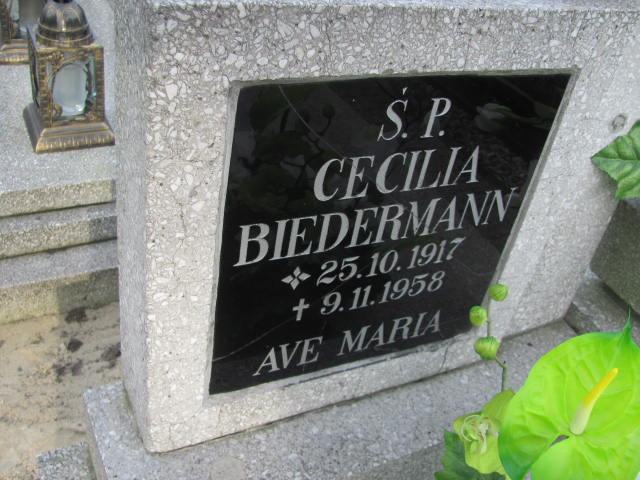 Ś. P.
CECILIA
BIEDERMANN
25.10.1917
† 9.11.1958
AVE MARIA